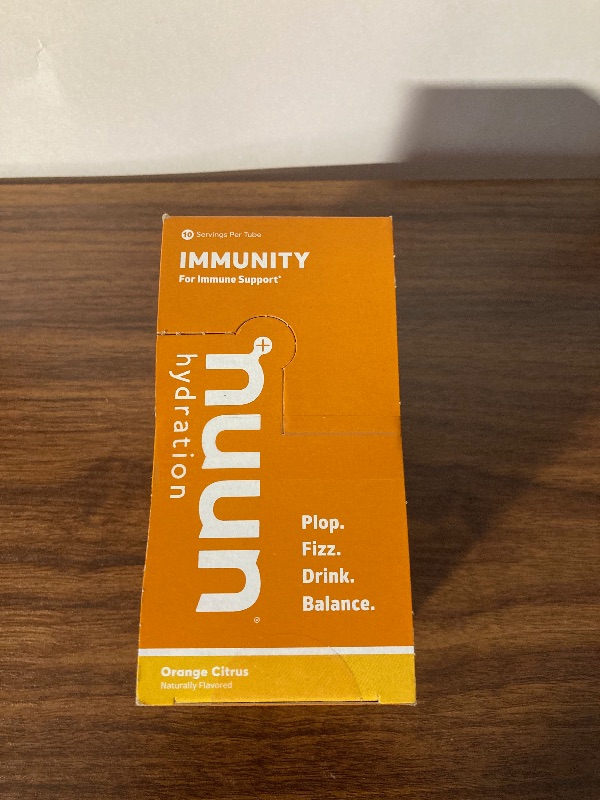 10 Servings Per Tube
IMMUNITY
For Immune Support*
nuun
hydration
Plop.
Fizz.
Drink.
Balance.
®
Orange Citrus
Naturally Flavored